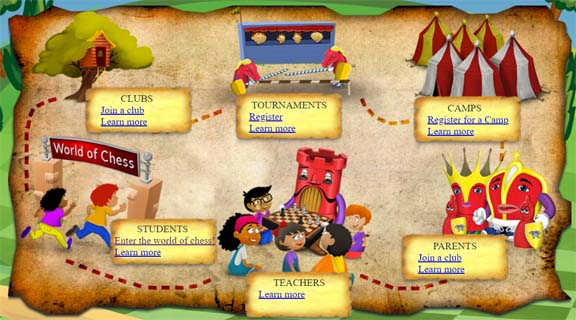 CLUBS
Join a club
Learn more
TOURNAMENTS
Register
Learn more
CAMPS
Register for a Camp
Learn more
World of Chess
STUDENTS
Enter the world of chess!
Learn more
TEACHERS
Learn more
PARENTS
Join a club
Learn more